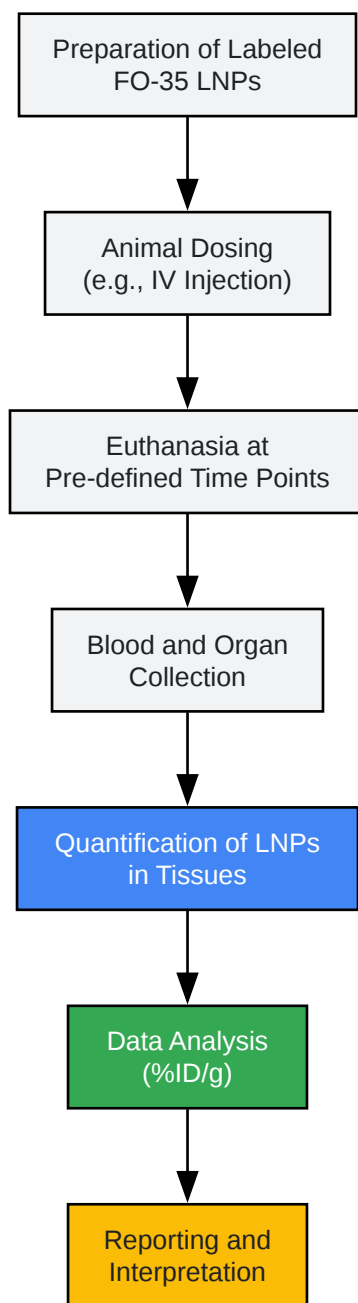 Preparation of Labeled
FO-35 LNPs
Animal Dosing
(e.g., IV Injection)
Euthanasia at
Pre-defined Time Points
Blood and Organ
Collection
Quantification of LNPs
in Tissues
Data Analysis
(%ID/g)
Reporting and
Interpretation